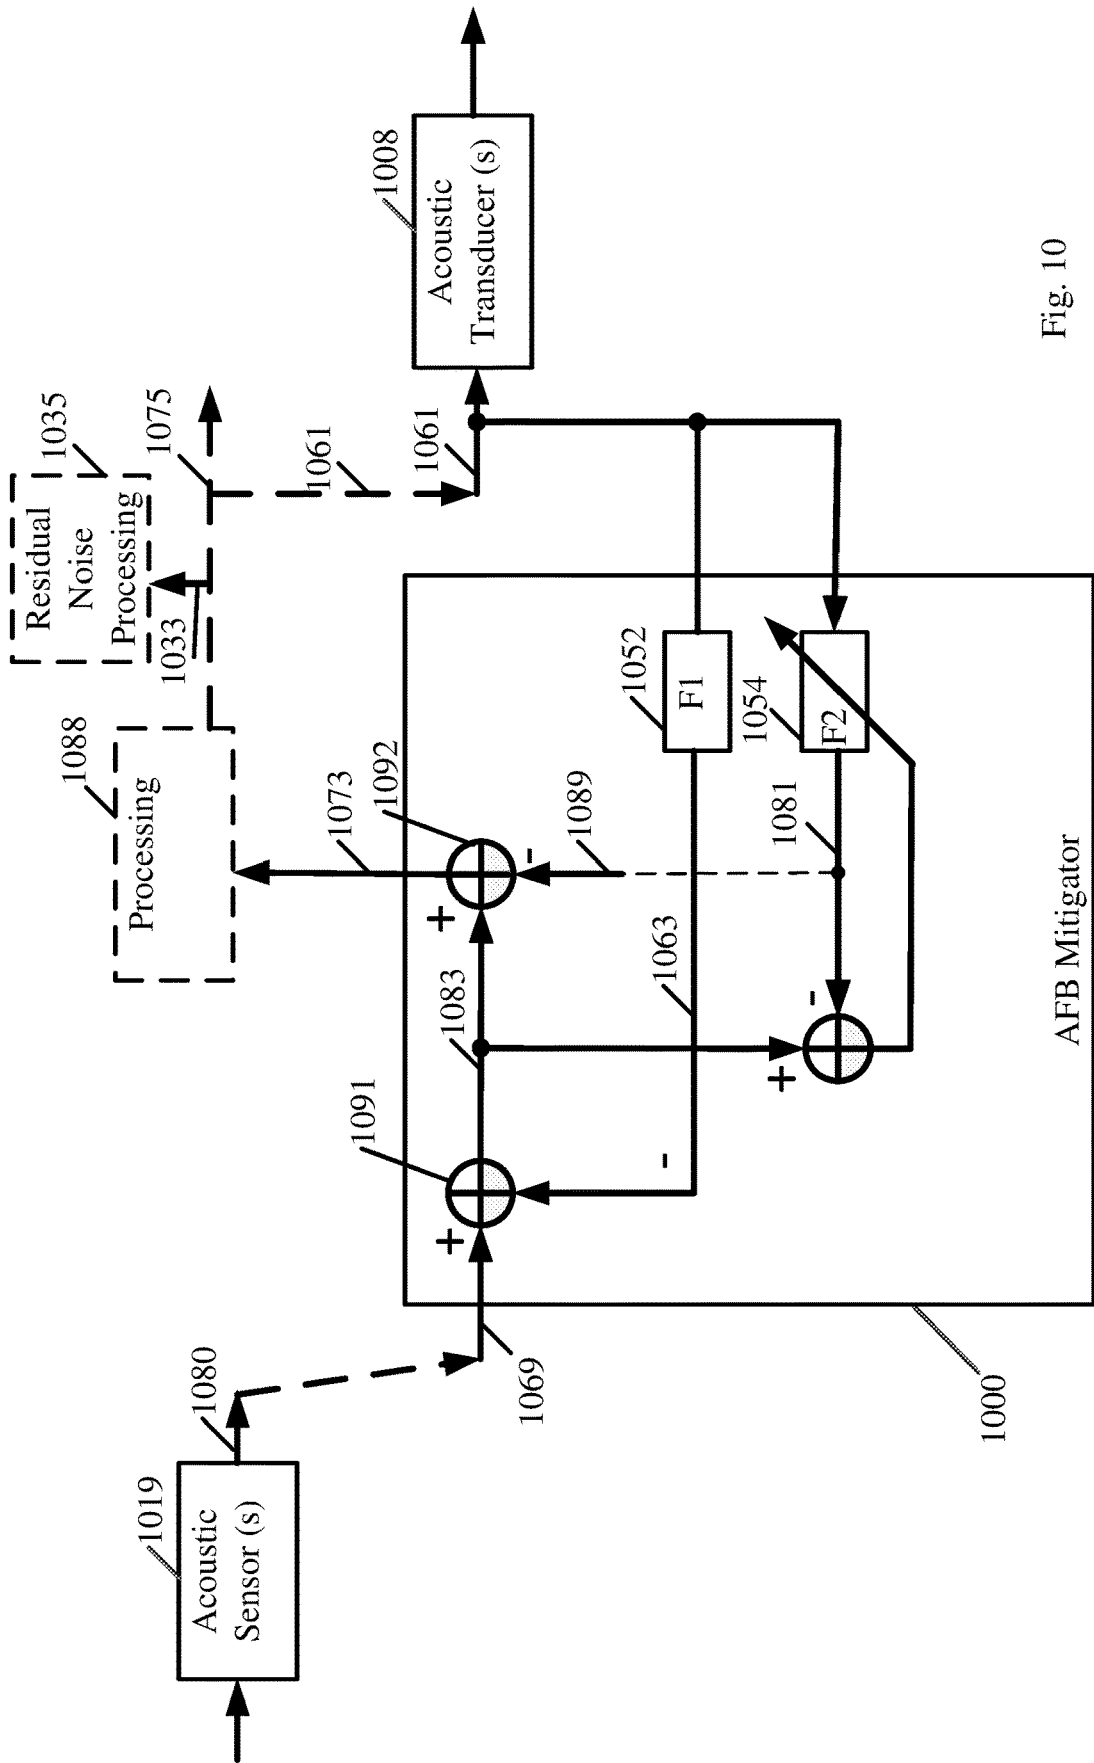 1019
Acoustic
Sensor (s)
1080
1069
1000
AFB Mitigator
1091
+
-
1083
1063
+
-
1092
+
-
1073
1089
1081
1052
F1
1054
F2
1088
Processing
1033
1035
Residual
Noise
Processing
1075
1061
1061
1008
Acoustic
Transducer (s)
Fig. 10